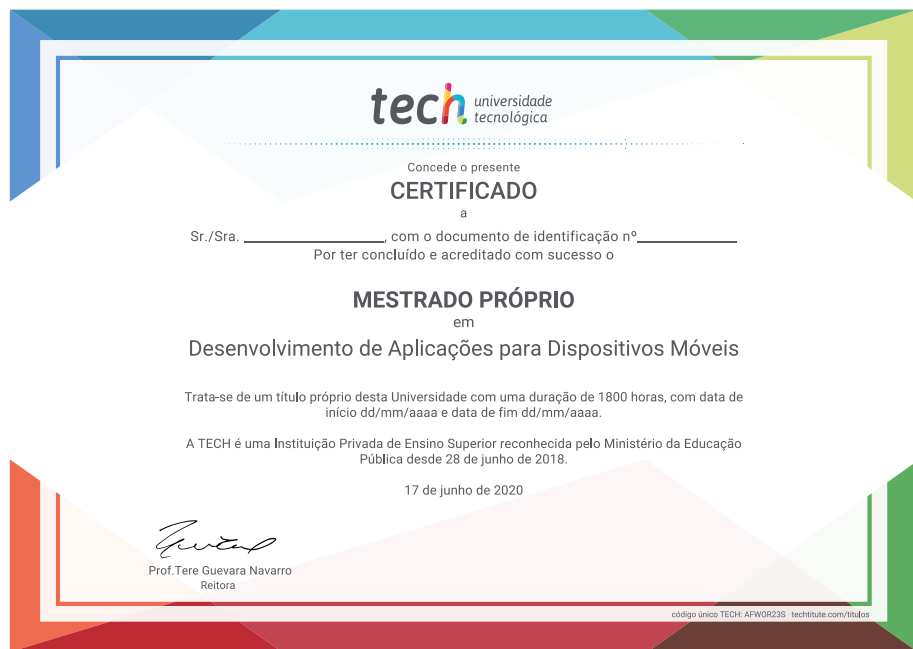 tech universidade
tecnológica
Concede o presente
CERTIFICADO
a
Sr./Sra. ____________________, com o documento de identificação nº______________
Por ter concluído e acreditado com sucesso o
MESTRADO PRÓPRIO
em
Desenvolvimento de Aplicações para Dispositivos Móveis
Trata-se de um título próprio desta Universidade com uma duração de 1800 horas, com data de
início dd/mm/aaaa e data de fim dd/mm/aaaa.
A TECH é uma Instituição Privada de Ensino Superior reconhecida pelo Ministério da Educação
Pública desde 28 de junho de 2018.
17 de junho de 2020
Prof.Tere Guevara Navarro
Reitora
código único TECH: AFWOR23S techtitute.com/titulos